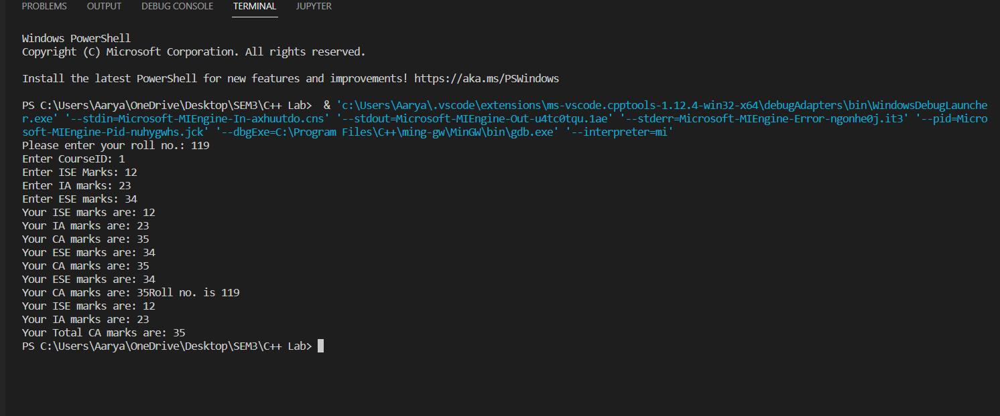 PROBLEMS OUTPUT DEBUG CONSOLE TERMINAL JUPYTER
Windows PowerShell
Copyright (C) Microsoft Corporation. All rights reserved.
Install the latest PowerShell for new features and improvements! https://aka.ms/PSWindows
PS C:\Users\Aarya\OneDrive\Desktop\SEM3\C++ Lab>  & 'c:\Users\Aarya\.vscode\extensions\ms-vscode.cpptools-1.12.4-win32-x64\debugAdapters\bin\WindowsDebugLaunche
r.exe' '--stdin=Microsoft-MIEngine-In-axhuutdo.cns' '--stdout=Microsoft-MIEngine-Out-u4tc0tqu.1ae' '--stderr=Microsoft-MIEngine-Error-ngonhe0j.it3' '--pid=Micro
soft-MIEngine-Pid-nuhygwhs.jck' '--dbgExe=C:\Program Files\C++\ming-gw\MinGW\bin\gdb.exe' '--interpreter=mi'
Please enter your roll no.: 119
Enter CourseID: 1
Enter ISE Marks: 12
Enter IA marks: 23
Enter ESE marks: 34
Your ISE marks are: 12
Your IA marks are: 23
Your CA marks are: 35
Your ESE marks are: 34
Your CA marks are: 35
Your ESE marks are: 34
Your CA marks are: 35Roll no. is 119
Your ISE marks are: 12
Your IA marks are: 23
Your Total CA marks are: 35
PS C:\Users\Aarya\OneDrive\Desktop\SEM3\C++ Lab>